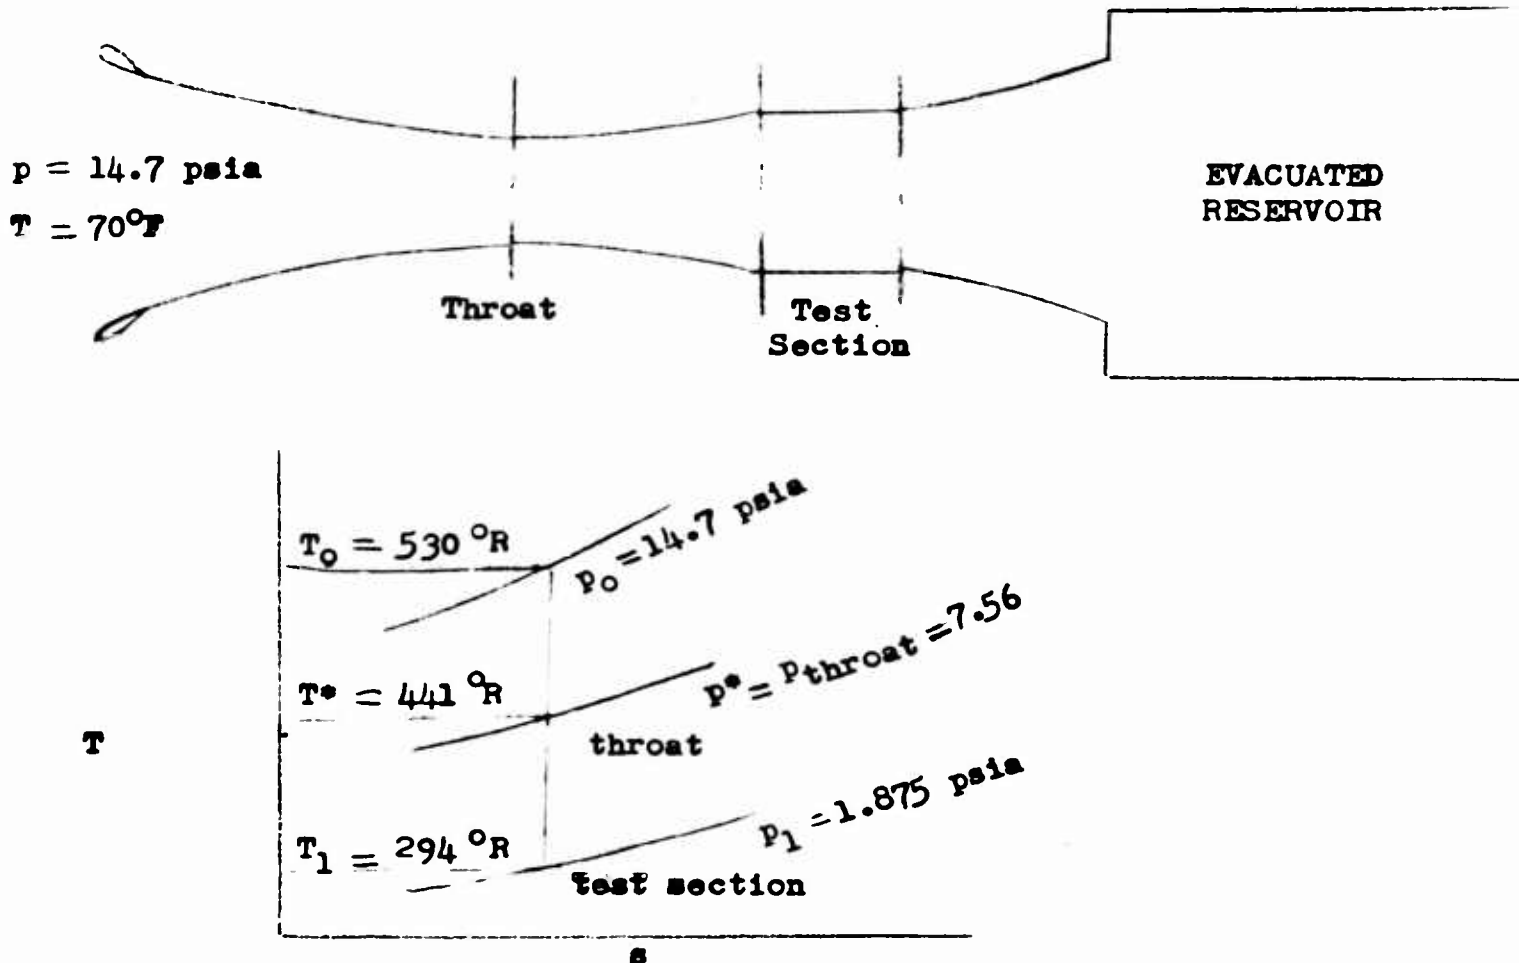 p = 14.7 psia
T = 70°F
EVACUATED
RESERVOIR
Throat
Test
Section
T₀ = 530 °R
p₀ = 14.7 psia
T* = 441 °R
p* = pthroat = 7.56
T
throat
T₁ = 294 °R
p₁ = 1.875 psia
test section
s